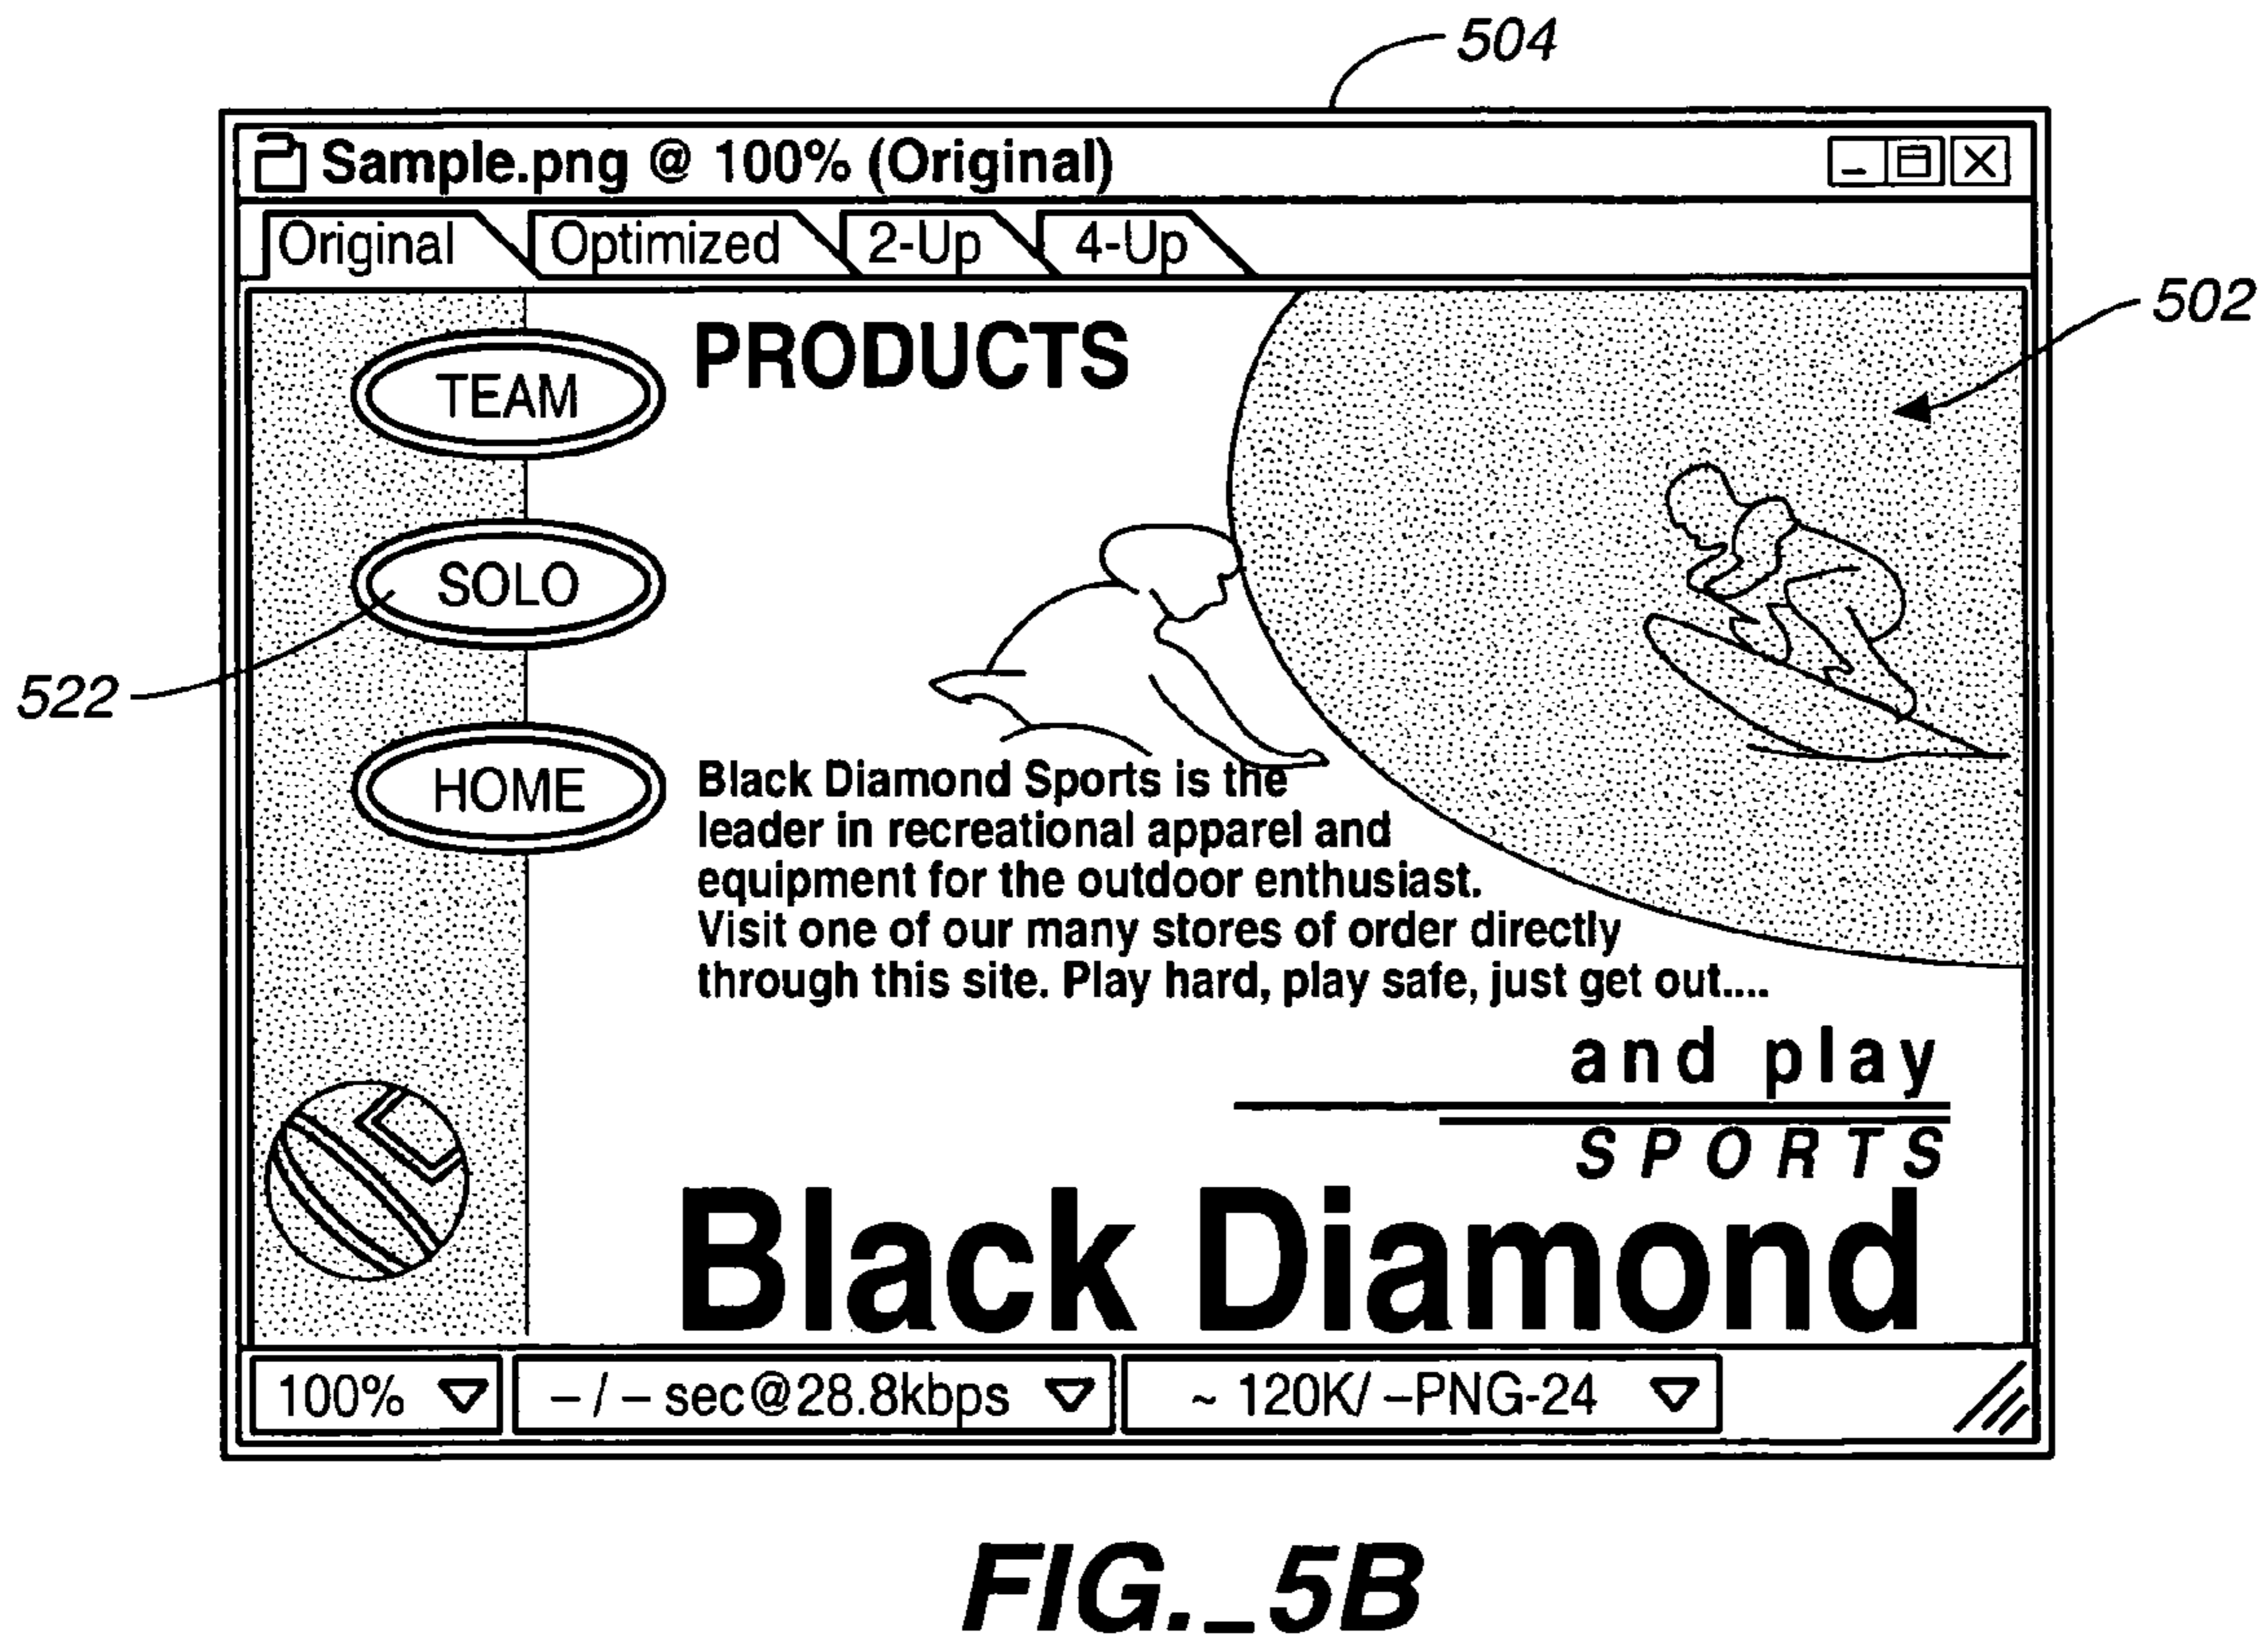 504
Sample.png @ 100% (Original)
Original Optimized 2-Up 4-Up
502
PRODUCTS
TEAM
SOLO
522
HOME
Black Diamond Sports is the
leader in recreational apparel and
equipment for the outdoor enthusiast.
Visit one of our many stores of order directly
through this site. Play hard, play safe, just get out....
and play
SPORTS
Black Diamond
100% – / – sec@28.8kbps ~ 120K/ –PNG-24
FIG._5B